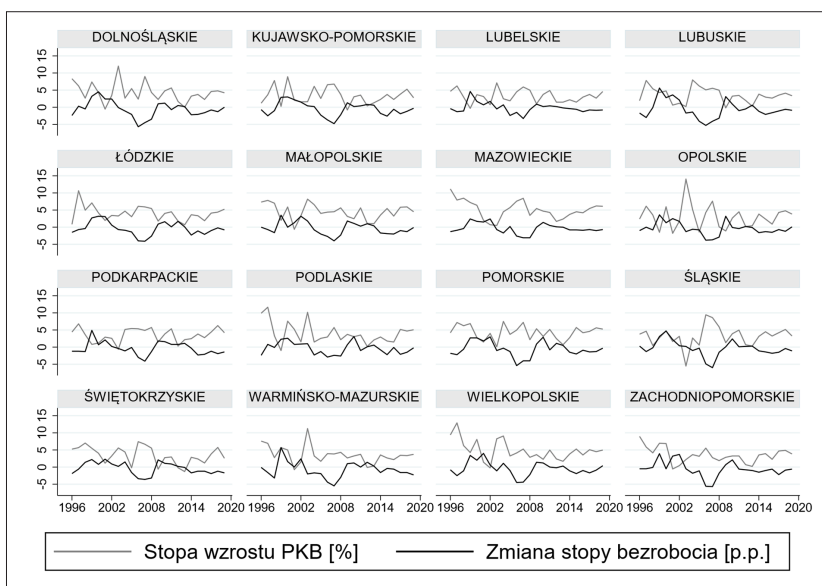 DOLNOŚLĄSKIE KUJAWSKO-POMORSKIE LUBELSKIE LUBUSKIE
-5 0 5 10 15
ŁÓDZKIE MAŁOPOLSKIE MAZOWIECKIE OPOLSKIE
-5 0 5 10 15
PODKARPACKIE PODLASKIE POMORSKIE ŚLĄSKIE
-5 0 5 10 15
ŚWIĘTOKRZYSKIE WARMIŃSKO-MAZURSKIE WIELKOPOLSKIE ZACHODNIOPOMORSKIE
-5 0 5 10 15
1996 2002 2008 2014 2020 1996 2002 2008 2014 2020 1996 2002 2008 2014 2020 1996 2002 2008 2014 2020
Stopa wzrostu PKB [%] Zmiana stopy bezrobocia [p.p.]